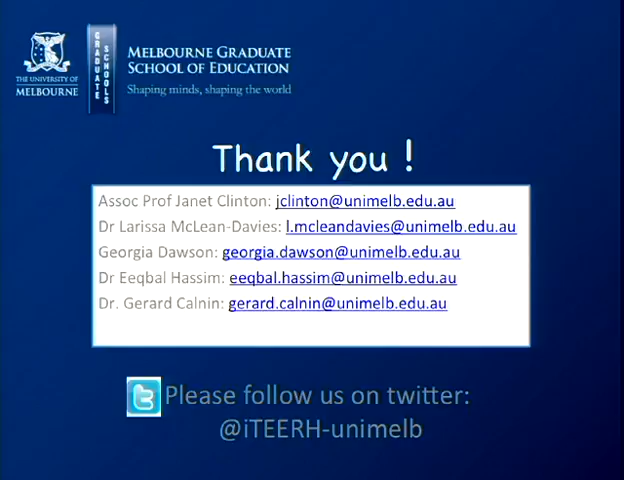 THE UNIVERSITY OF
MELBOURNE
GRADUATE
SCHOOLS
MELBOURNE GRADUATE
SCHOOL OF EDUCATION
Shaping minds, shaping the world
Thank you !
Assoc Prof Janet Clinton: jclinton@unimelb.edu.au
Dr Larissa McLean-Davies: l.mcleandavies@unimelb.edu.au
Georgia Dawson: georgia.dawson@unimelb.edu.au
Dr Eeqbal Hassim: eeqbal.hassim@unimelb.edu.au
Dr. Gerard Calnin: gerard.calnin@unimelb.edu.au
t
Please follow us on twitter:
@iTEERH-unimelb